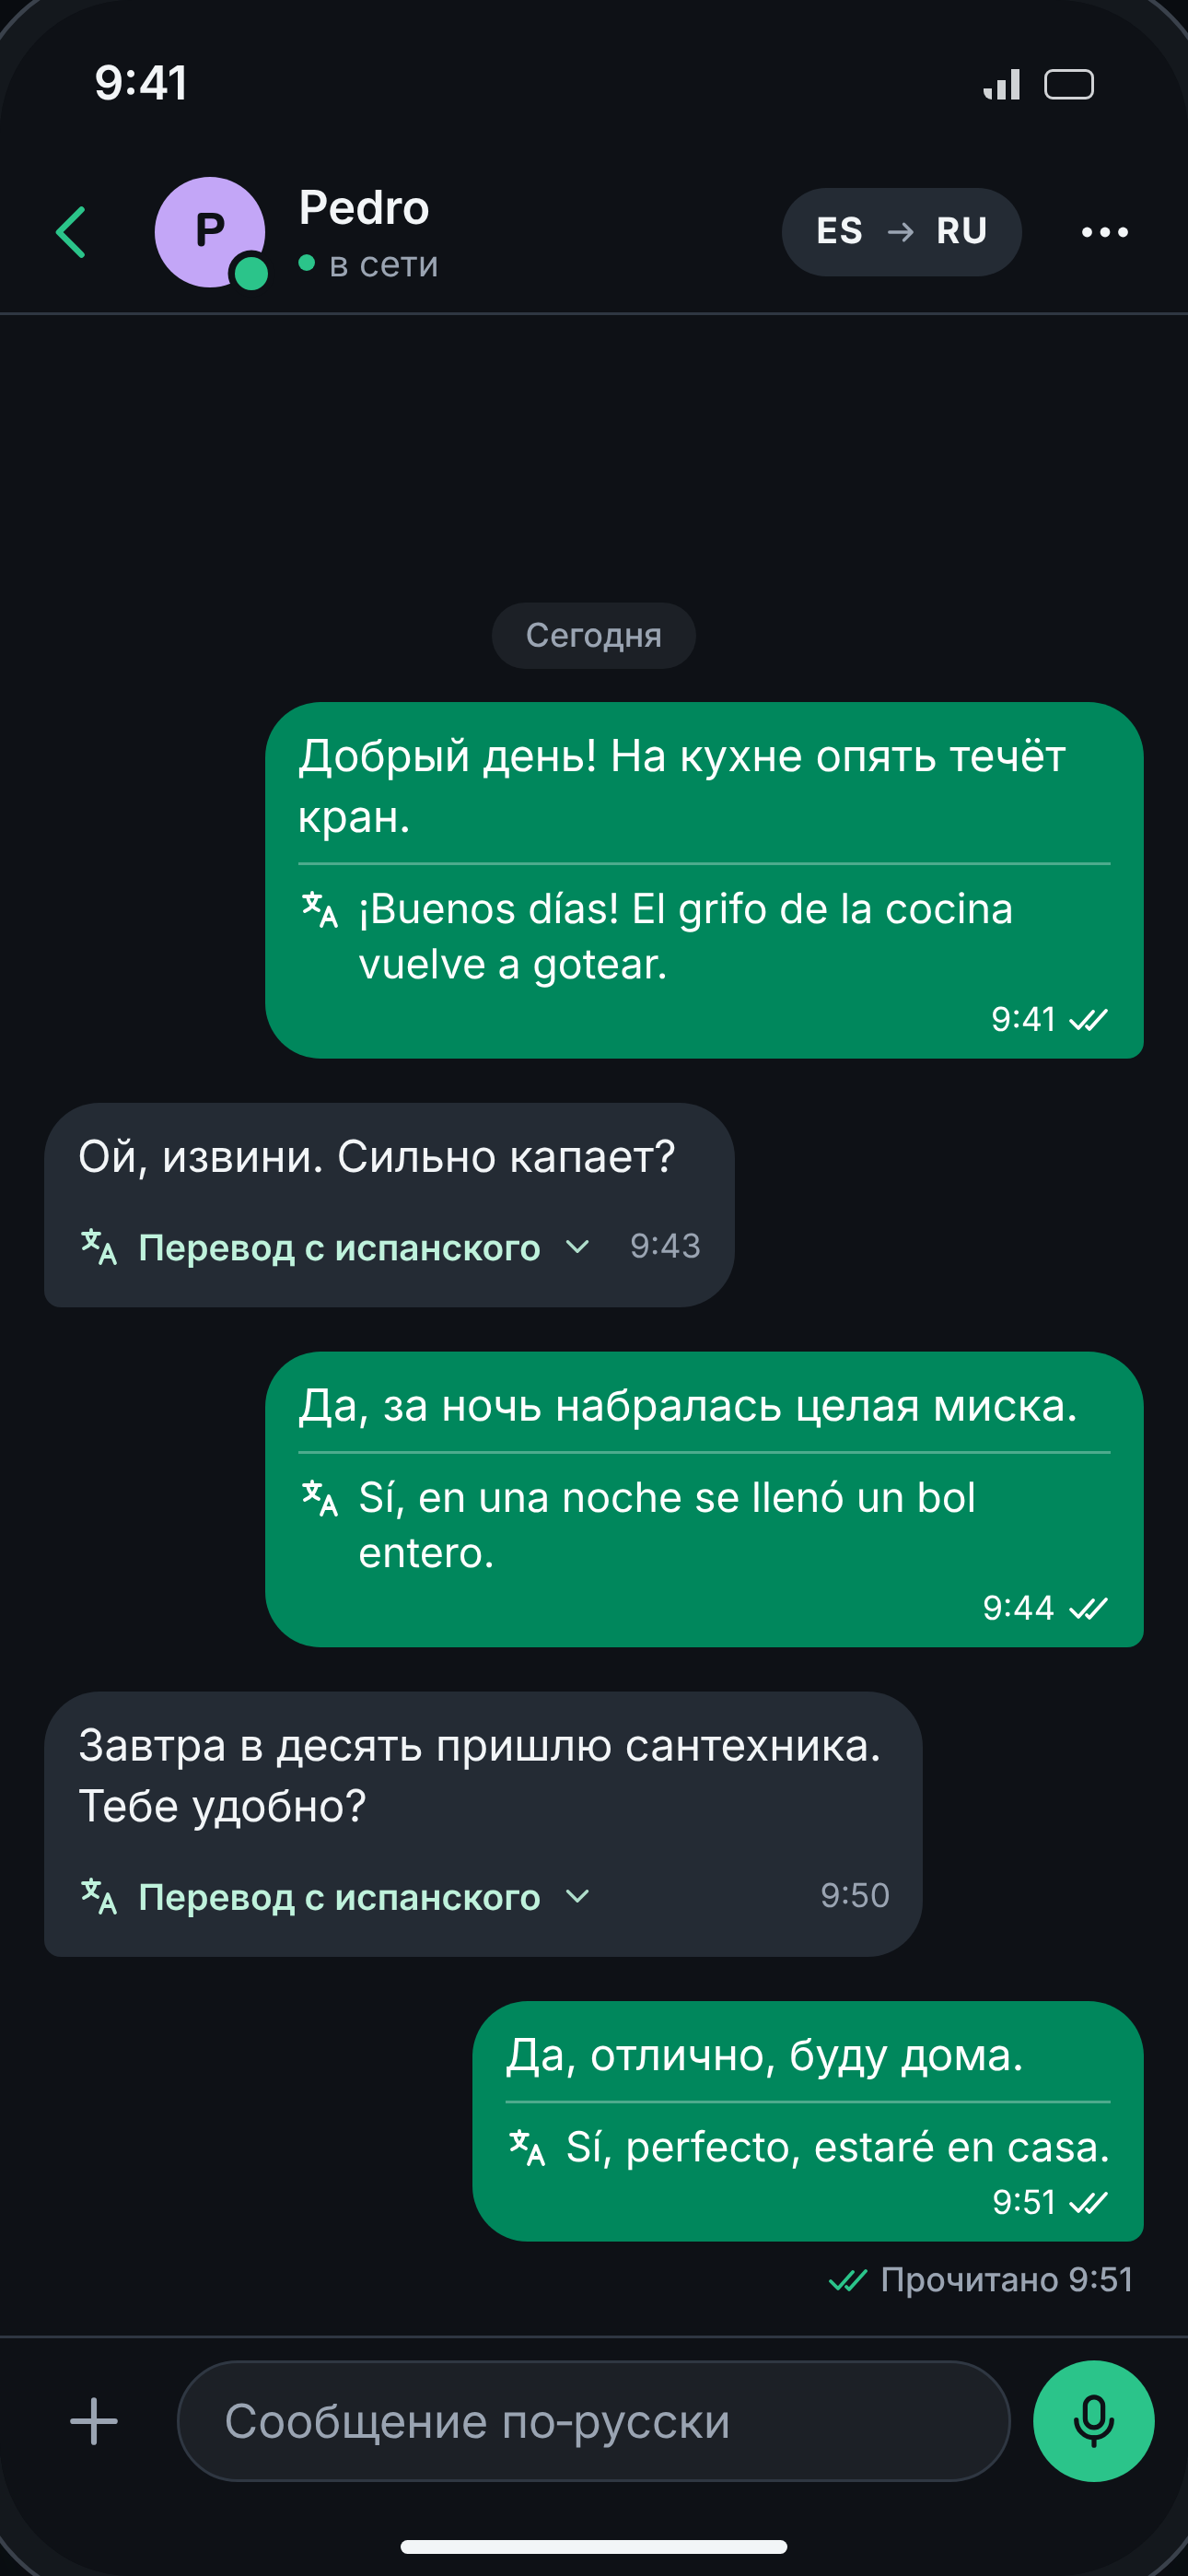 9:41
P
Pedro
в сети
ES → RU
Сегодня
Добрый день! На кухне опять течёт
кран.
¡Buenos días! El grifo de la cocina
vuelve a gotear.
9:41
Ой, извини. Сильно капает?
Перевод с испанского
9:43
Да, за ночь набралась целая миска.
Sí, en una noche se llenó un bol
entero.
9:44
Завтра в десять пришлю сантехника.
Тебе удобно?
Перевод с испанского
9:50
Да, отлично, буду дома.
Sí, perfecto, estaré en casa.
9:51
Прочитано 9:51
Сообщение по-русски